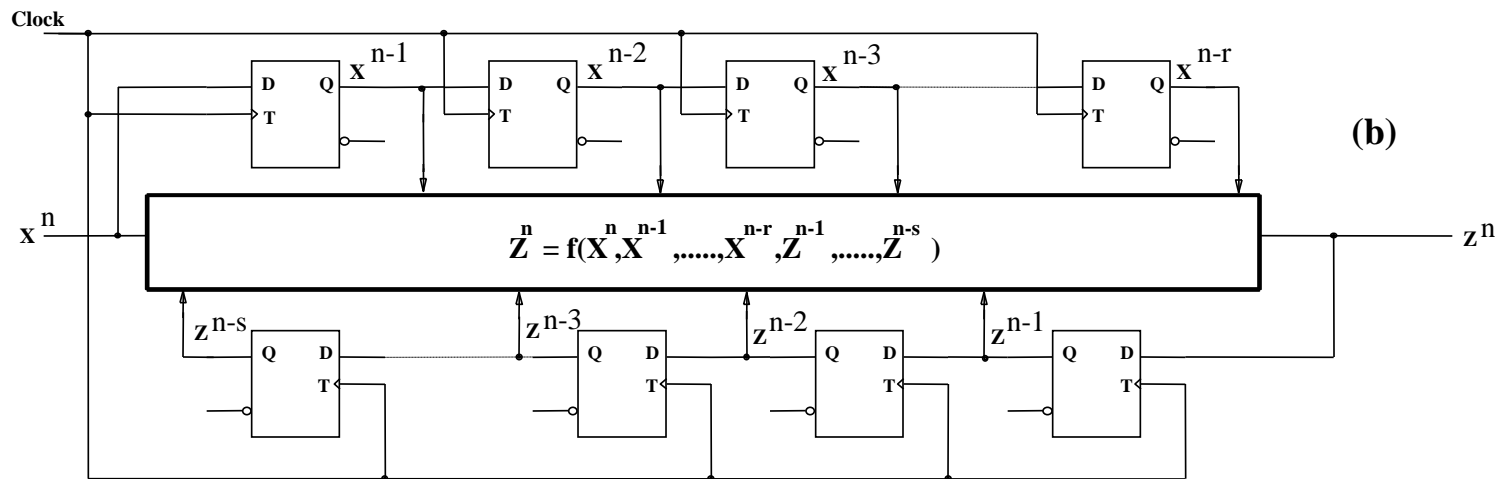 Clock
X^n-1 X^n-2 X^n-3 X^n-r
D Q D Q D Q D Q
T T T T
(b)
X^n Z^n = f(X^n,X^n-1,.....,X^n-r,Z^n-1,.....,Z^n-s) Z^n
Z^n-s Z^n-3 Z^n-2 Z^n-1
Q D Q D Q D Q D
T T T T